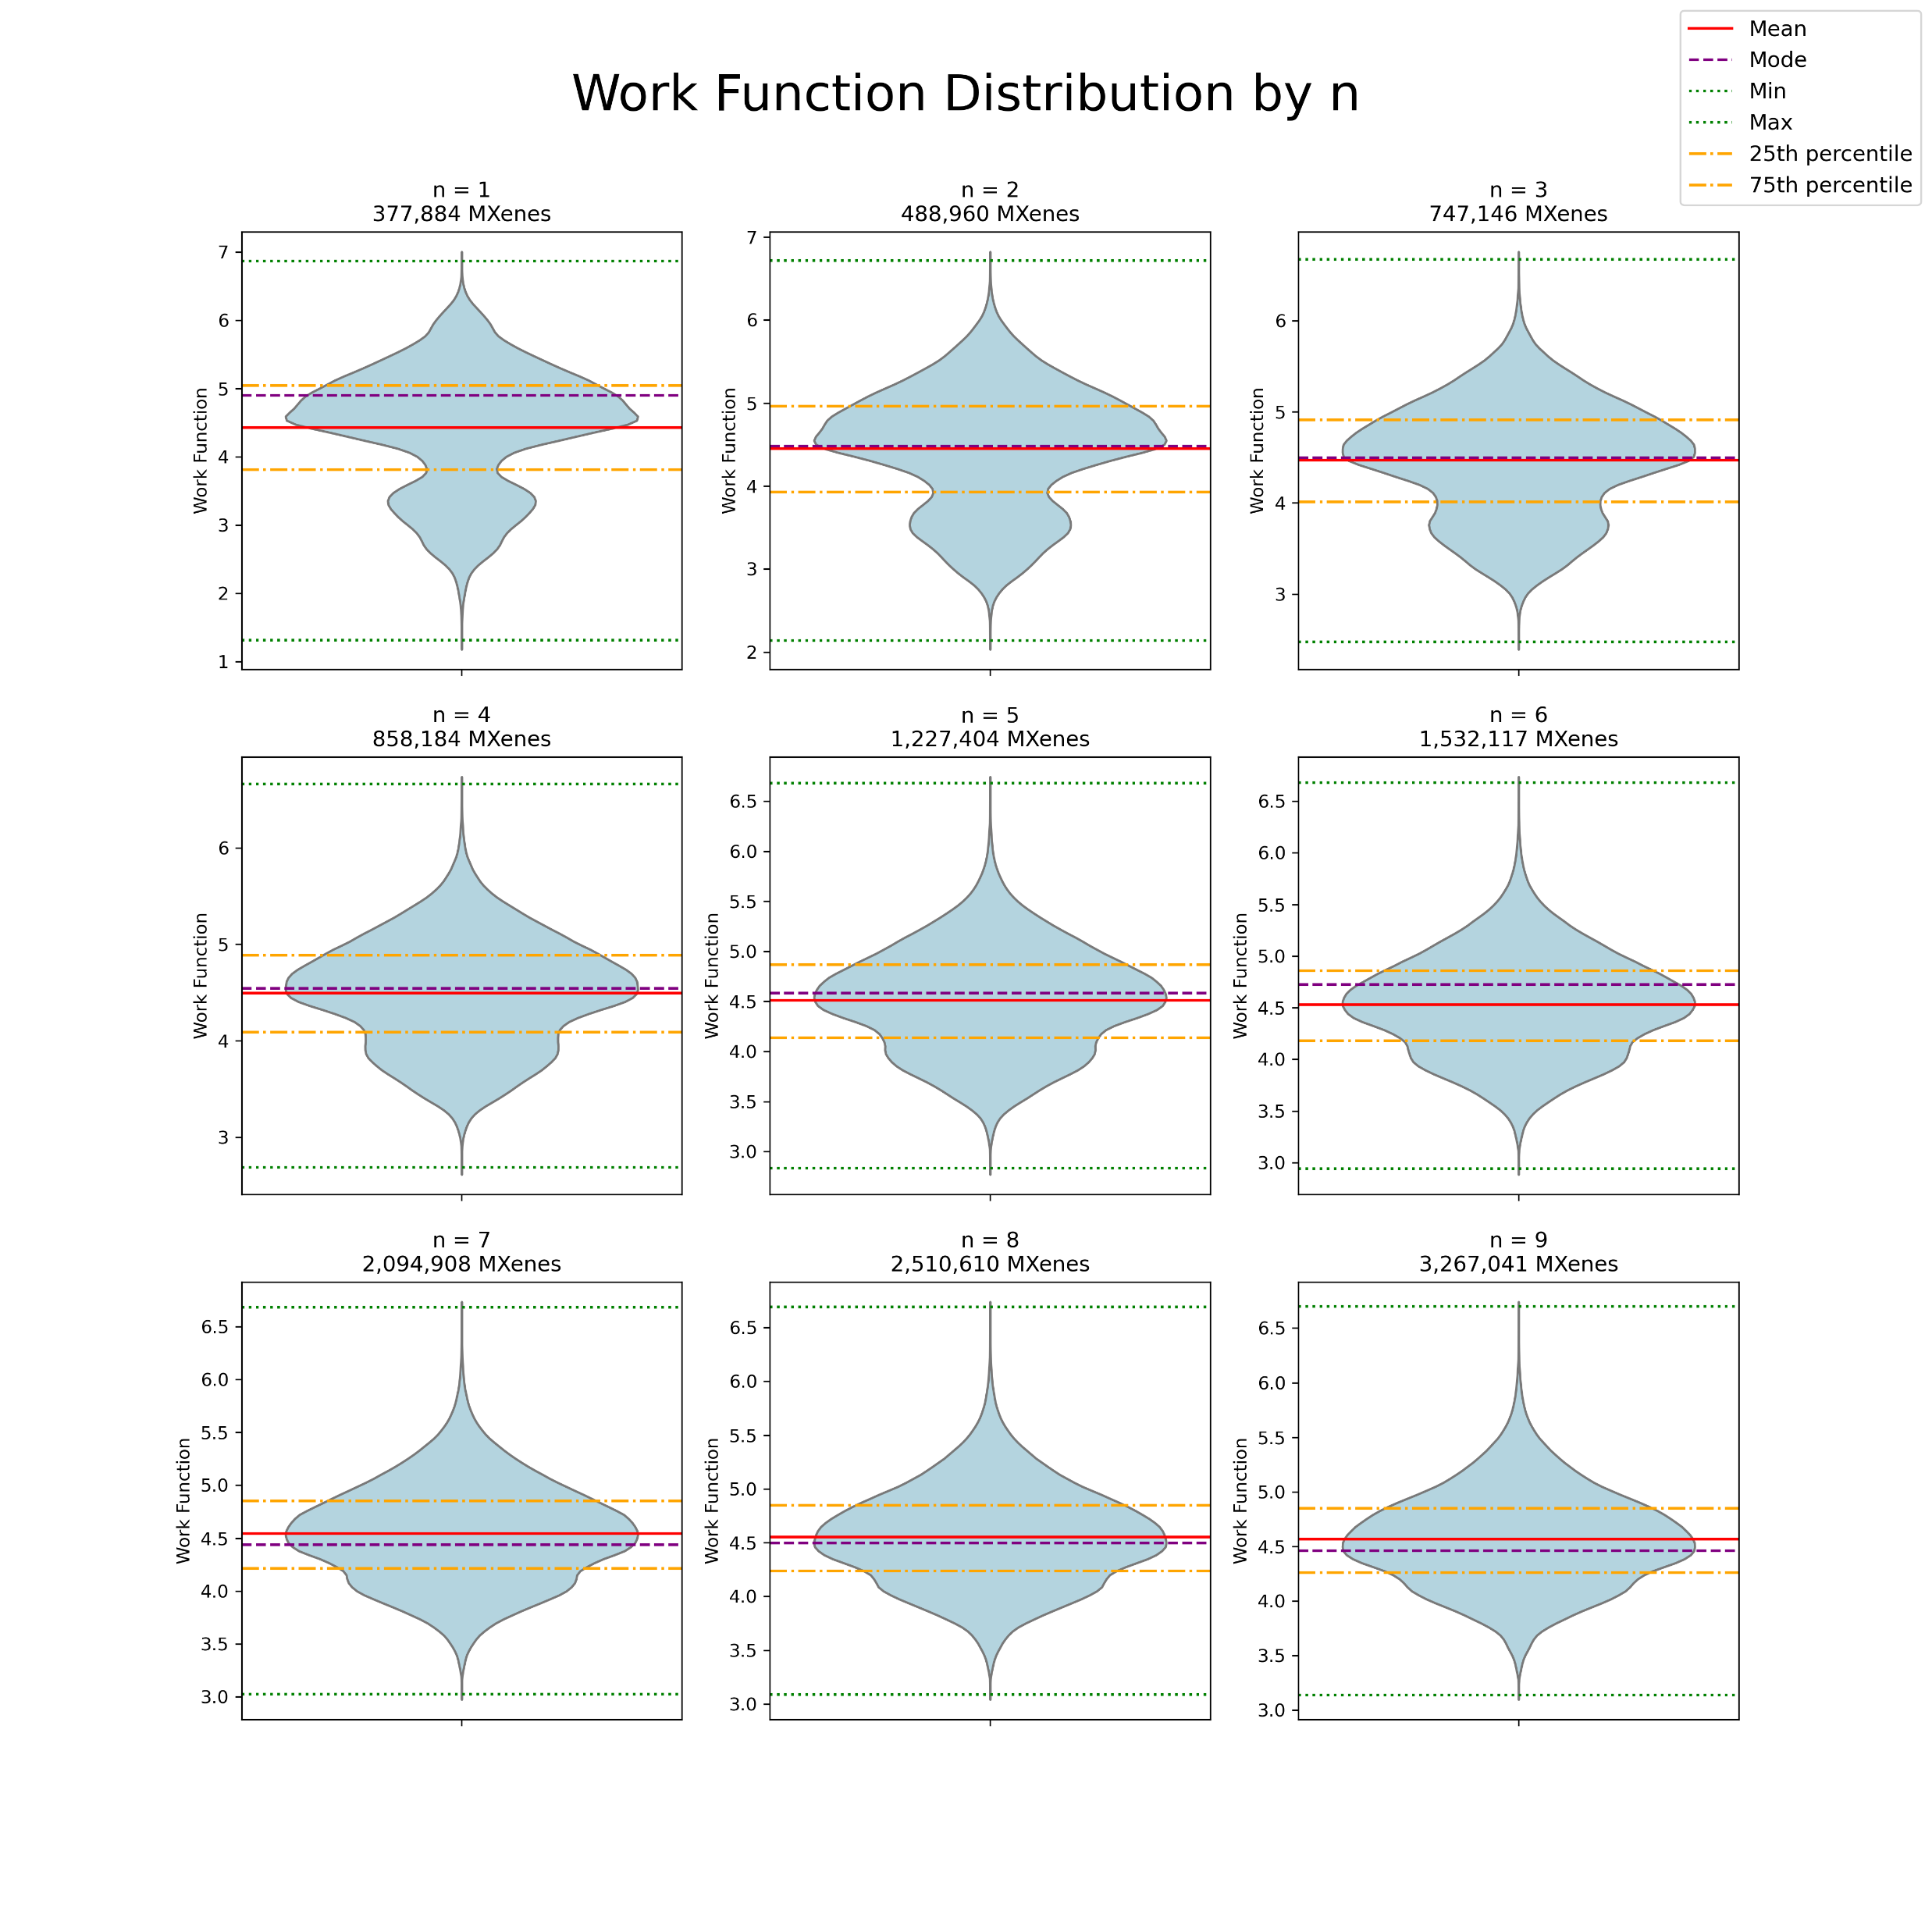 Mean
Mode
Min
Max
25th percentile
75th percentile
Work Function Distribution by n
n = 1
377,884 MXenes
7
6
5
4
3
2
1
Work Function
n = 2
488,960 MXenes
7
6
5
4
3
2
Work Function
n = 3
747,146 MXenes
6
5
4
3
Work Function
n = 4
858,184 MXenes
6
5
4
3
Work Function
n = 5
1,227,404 MXenes
6.5
6.0
5.5
5.0
4.5
4.0
3.5
3.0
Work Function
n = 6
1,532,117 MXenes
6.5
6.0
5.5
5.0
4.5
4.0
3.5
3.0
Work Function
n = 7
2,094,908 MXenes
6.5
6.0
5.5
5.0
4.5
4.0
3.5
3.0
Work Function
n = 8
2,510,610 MXenes
6.5
6.0
5.5
5.0
4.5
4.0
3.5
3.0
Work Function
n = 9
3,267,041 MXenes
6.5
6.0
5.5
5.0
4.5
4.0
3.5
3.0
Work Function